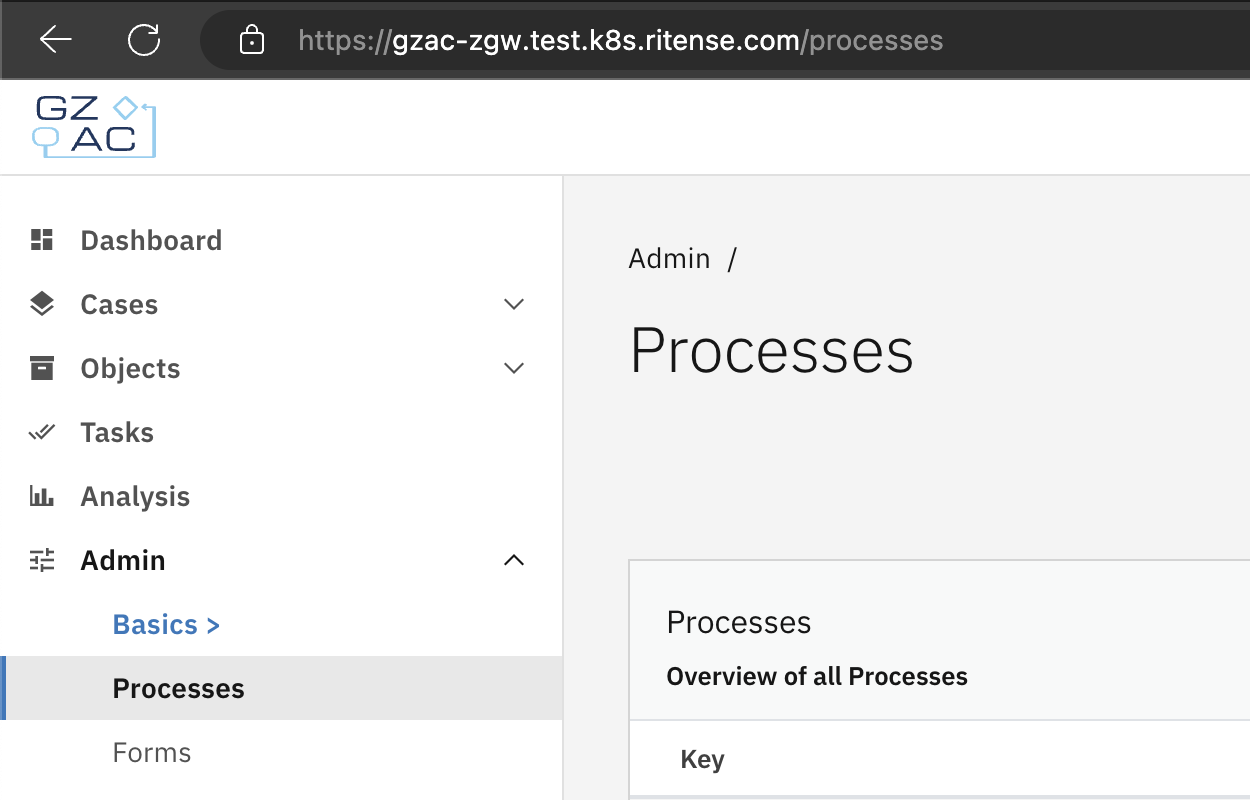 https://gzac-zgw.test.k8s.ritense.com/processes
GZ
AC
Dashboard
Cases
Objects
Tasks
Analysis
Admin
Basics >
Processes
Forms
Admin /
Processes
Processes
Overview of all Processes
Key